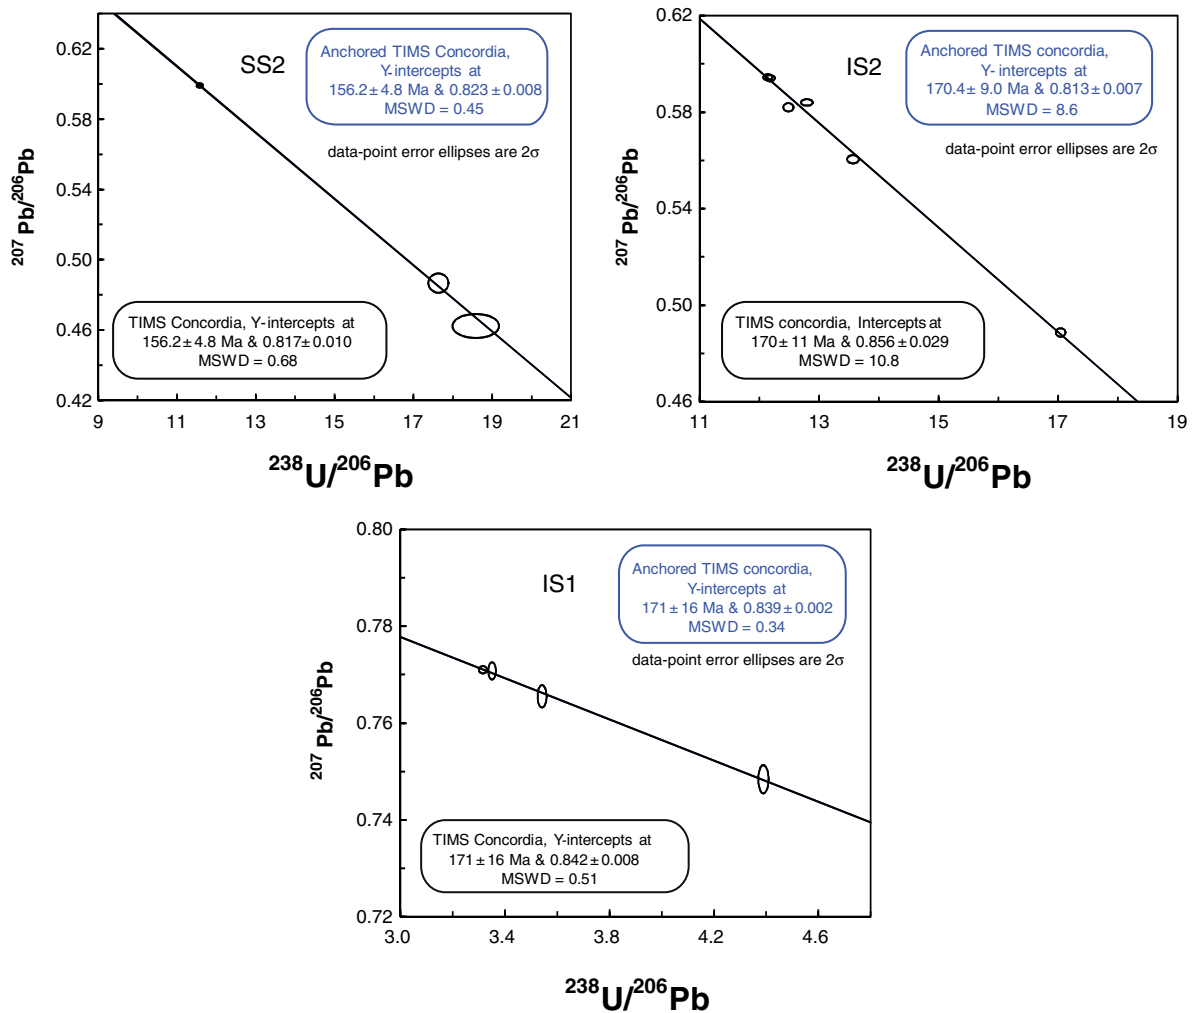 SS2
Anchored TIMS Concordia,
Y-intercepts at
156.2±4.8 Ma & 0.823±0.008
MSWD = 0.45
data-point error ellipses are 2σ
TIMS Concordia, Y-intercepts at
156.2±4.8 Ma & 0.817±0.010
MSWD = 0.68
0.62
0.58
0.54
0.50
0.46
0.42
9 11 13 15 17 19 21
²⁰⁷Pb/²⁰⁶Pb
²³⁸U/²⁰⁶Pb
IS2
Anchored TIMS concordia,
Y- intercepts at
170.4± 9.0 Ma & 0.813±0.007
MSWD = 8.6
data-point error ellipses are 2σ
TIMS concordia, Intercepts at
170± 11 Ma & 0.856±0.029
MSWD = 10.8
0.62
0.58
0.54
0.50
0.46
11 13 15 17 19
²⁰⁷Pb/²⁰⁶Pb
²³⁸U/²⁰⁶Pb
IS1
Anchored TIMS concordia,
Y-intercepts at
171 ± 16 Ma & 0.839±0.002
MSWD = 0.34
data-point error ellipses are 2σ
TIMS Concordia, Y-intercepts at
171 ± 16 Ma & 0.842±0.008
MSWD = 0.51
0.80
0.78
0.76
0.74
0.72
3.0 3.4 3.8 4.2 4.6
²⁰⁷Pb/²⁰⁶Pb
²³⁸U/²⁰⁶Pb